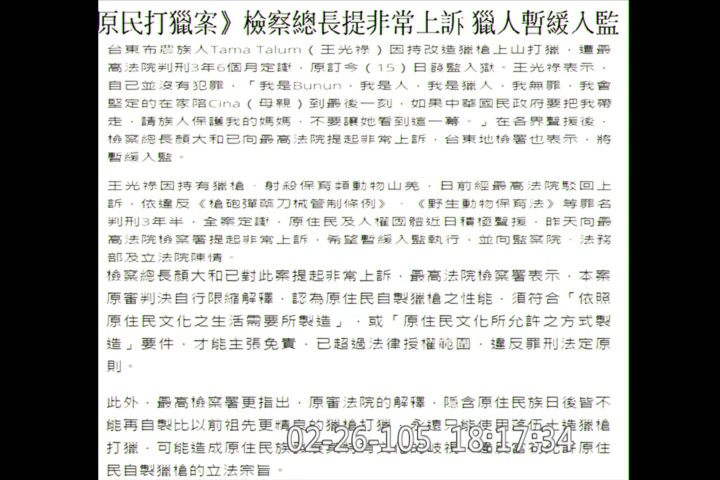 原民打獵案》檢察總長提非常上訴 獵人暫緩入監
台東布農族人Tama Talum（王光祿）因持改造獵槍上山打獵，遭最
高法院判刑3年6個月定讞，原訂今（15）日發監入獄。王光祿表示，
自己並沒有犯罪，「我是Bunun，我是人，我是獵人，我無罪，我會
堅定的在家陪Cina（母親）到最後一刻，如果中華國民政府要把我帶
走，請族人保護我的媽媽，不要讓她看到這一幕。」在各界聲援後，
檢察總長顏大和已向最高法院提起非常上訴，台東地檢署也表示，將
暫緩入監。
王光祿因持有獵槍、射殺保育類動物山羌，日前經最高法院駁回上
訴，依違反《槍砲彈藥刀械管制條例》、《野生動物保育法》等罪名
判刑3年半，全案定讞，原住民及人權團體近日積極聲援，昨天向最
高法院檢察署提起非常上訴，希望暫緩入監執行，並向監察院、法務
部及立法院陳情。
檢察總長顏大和已對此案提起非常上訴，最高法院檢察署表示，本案
原審判決自行限縮解釋，認為原住民自製獵槍之性能，須符合「依照
原住民文化之生活需要所製造」，或「原住民文化所允許之方式製
造」要件，才能主張免責，已超過法律授權範圍，違反罪刑法定原
則。
此外，最高檢察署更指出，原審法院的解釋，隱含原住民族日後皆不
能再自製比以前祖先更精良的獵槍打獵，永遠只能使用落伍土造獵槍
打獵，可能造成原住民族
民自製獵槍的立法宗旨。
02-26-105 18:17:34